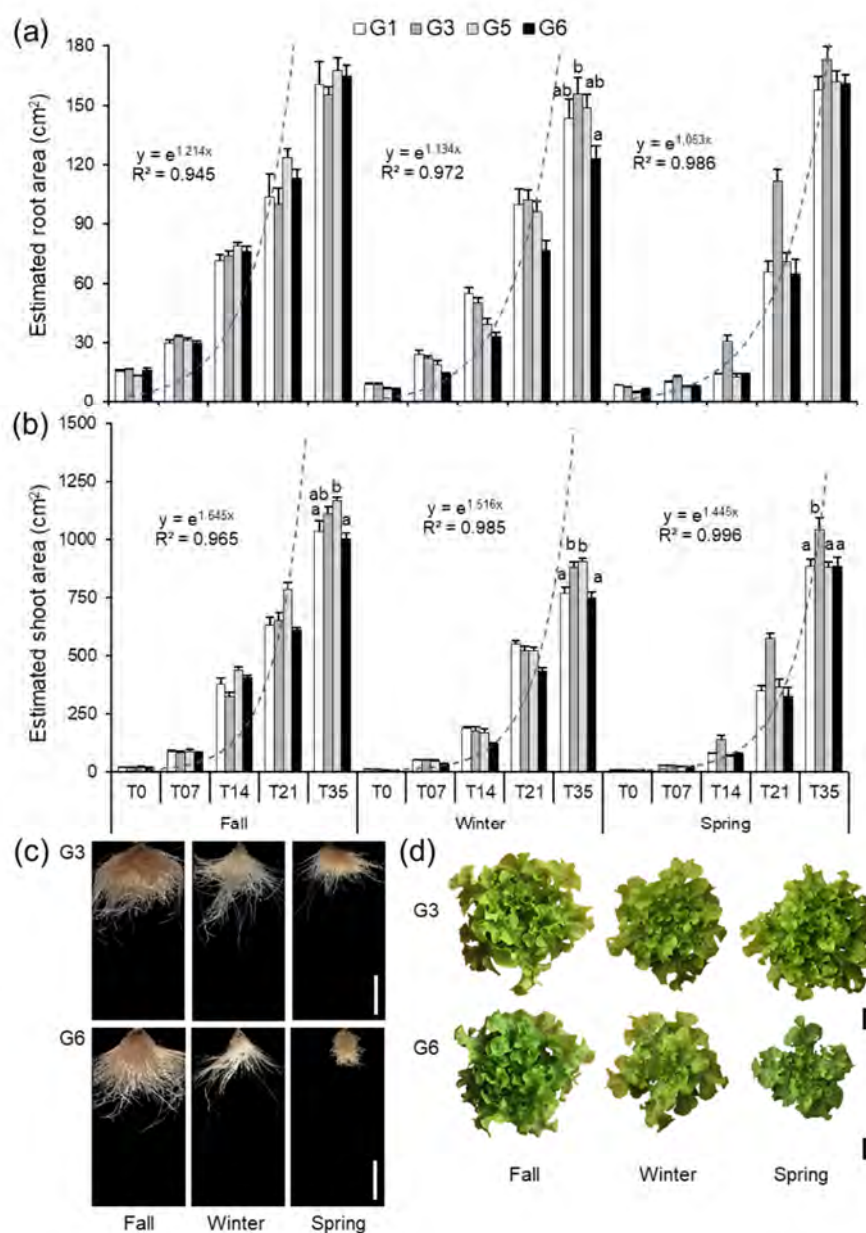 (a)
G1 G3 G5 G6
Estimated root area (cm²)
180
150
120
90
60
30
0
y = e^1.214x
R² = 0.945
y = e^1.134x
R² = 0.972
y = e^1.063x
R² = 0.986
ab b ab a
(b)
Estimated shoot area (cm²)
1500
1250
1000
750
500
250
0
y = e^1.645x
R² = 0.965
y = e^1.516x
R² = 0.985
y = e^1.446x
R² = 0.996
a ab b a
a b b a
a b a a
T0 T07 T14 T21 T35 T0 T07 T14 T21 T35 T0 T07 T14 T21 T35
Fall Winter Spring
(c)
G3
G6
Fall Winter Spring
(d)
G3
G6
Fall Winter Spring